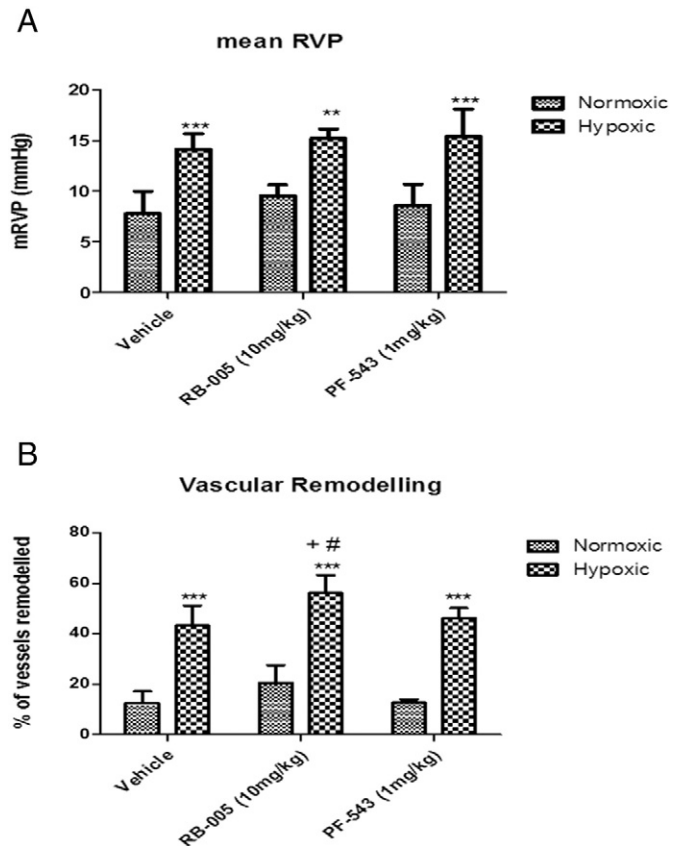 A
mean RVP
20
15
10
5
0
mRVP (mmHg)
***
**
***
Normoxic
Hypoxic
Vehicle
RB-005 (10mg/kg)
PF-543 (1mg/kg)
B
Vascular Remodelling
80
60
40
20
0
% of vessels remodelled
***
+ #
***
***
Normoxic
Hypoxic
Vehicle
RB-005 (10mg/kg)
PF-543 (1mg/kg)